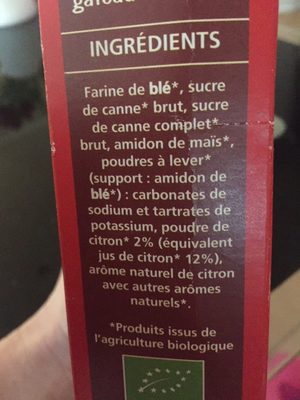 INGRÉDIENTS
Farine de blé*, sucre
de canne* brut, sucre
de canne complet*
brut, amidon de maïs*,
poudres à lever*
(support : amidon de
blé*) : carbonates de
sodium et tartrates de
potassium, poudre de
citron* 2% (équivalent
jus de citron* 12%),
arôme naturel de citron
avec autres arômes
naturels*.
*Produits issus de
l'agriculture biologique